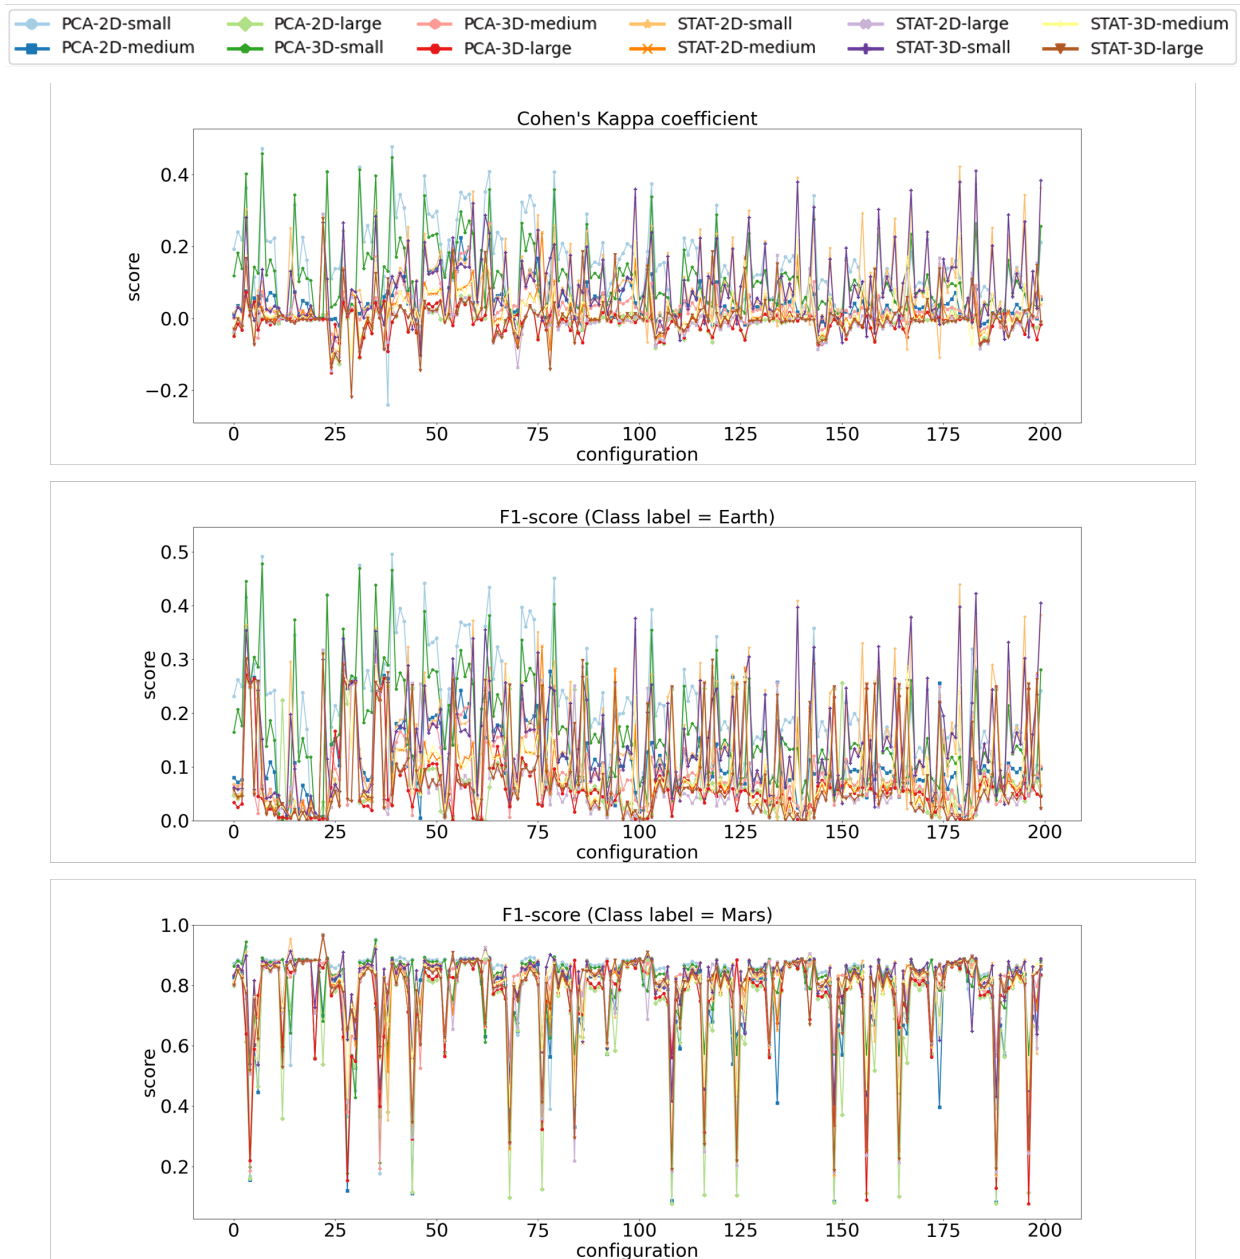 PCA-2D-small PCA-2D-large PCA-3D-medium STAT-2D-small STAT-2D-large STAT-3D-medium
PCA-2D-medium PCA-3D-small PCA-3D-large STAT-2D-medium STAT-3D-small STAT-3D-large
Cohen's Kappa coefficient
0.4
0.2
0.0
−0.2
score
0 25 50 75 100 125 150 175 200
configuration
F1-score (Class label = Earth)
0.5
0.4
0.3
0.2
0.1
0.0
score
0 25 50 75 100 125 150 175 200
configuration
F1-score (Class label = Mars)
1.0
0.8
0.6
0.4
0.2
score
0 25 50 75 100 125 150 175 200
configuration